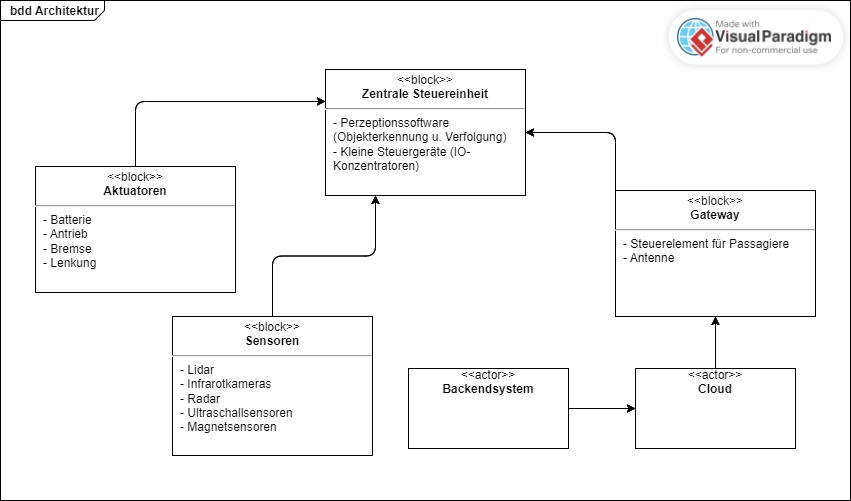 bdd Architektur
Made with
VisualParadigm
For non-commercial use
<<block>>
Zentrale Steuereinheit
- Perzeptionssoftware
(Objekterkennung u. Verfolgung)
- Kleine Steuergeräte (IO-
Konzentratoren)
<<block>>
Aktuatoren
- Batterie
- Antrieb
- Bremse
- Lenkung
<<block>>
Gateway
- Steuerelement für Passagiere
- Antenne
<<block>>
Sensoren
- Lidar
- Infrarotkameras
- Radar
- Ultraschallsensoren
- Magnetsensoren
<<actor>>
Backendsystem
<<actor>>
Cloud